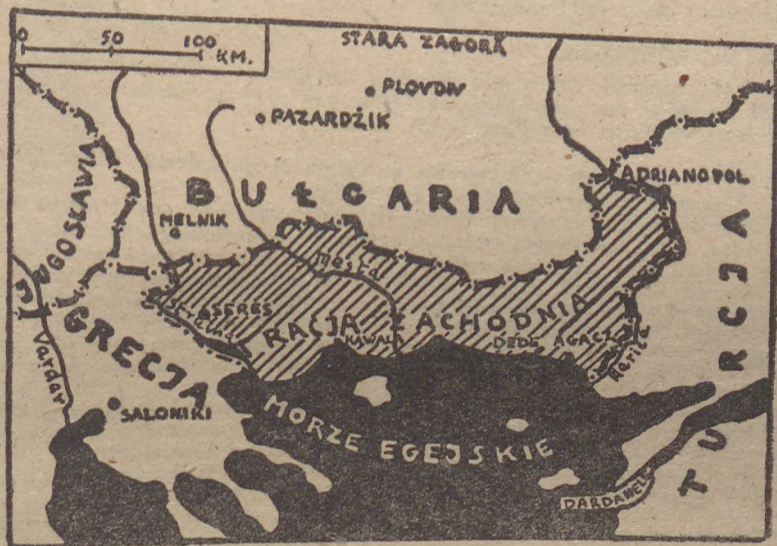 0 50 100 KM.
STARA ZAGORA
PLOVDIV
PAZARDŻIK
ADRIANOPOL
BUŁGARIA
JUGOSŁAWIA
MELNIK
Mesta
SERES
RACJA ZACHODNIA
KAWALA
DEDE AGACZ
Marica
GRECJA
Vardar
SALONIKI
MORZE EGEJSKIE
TURCJA
DARDANELE